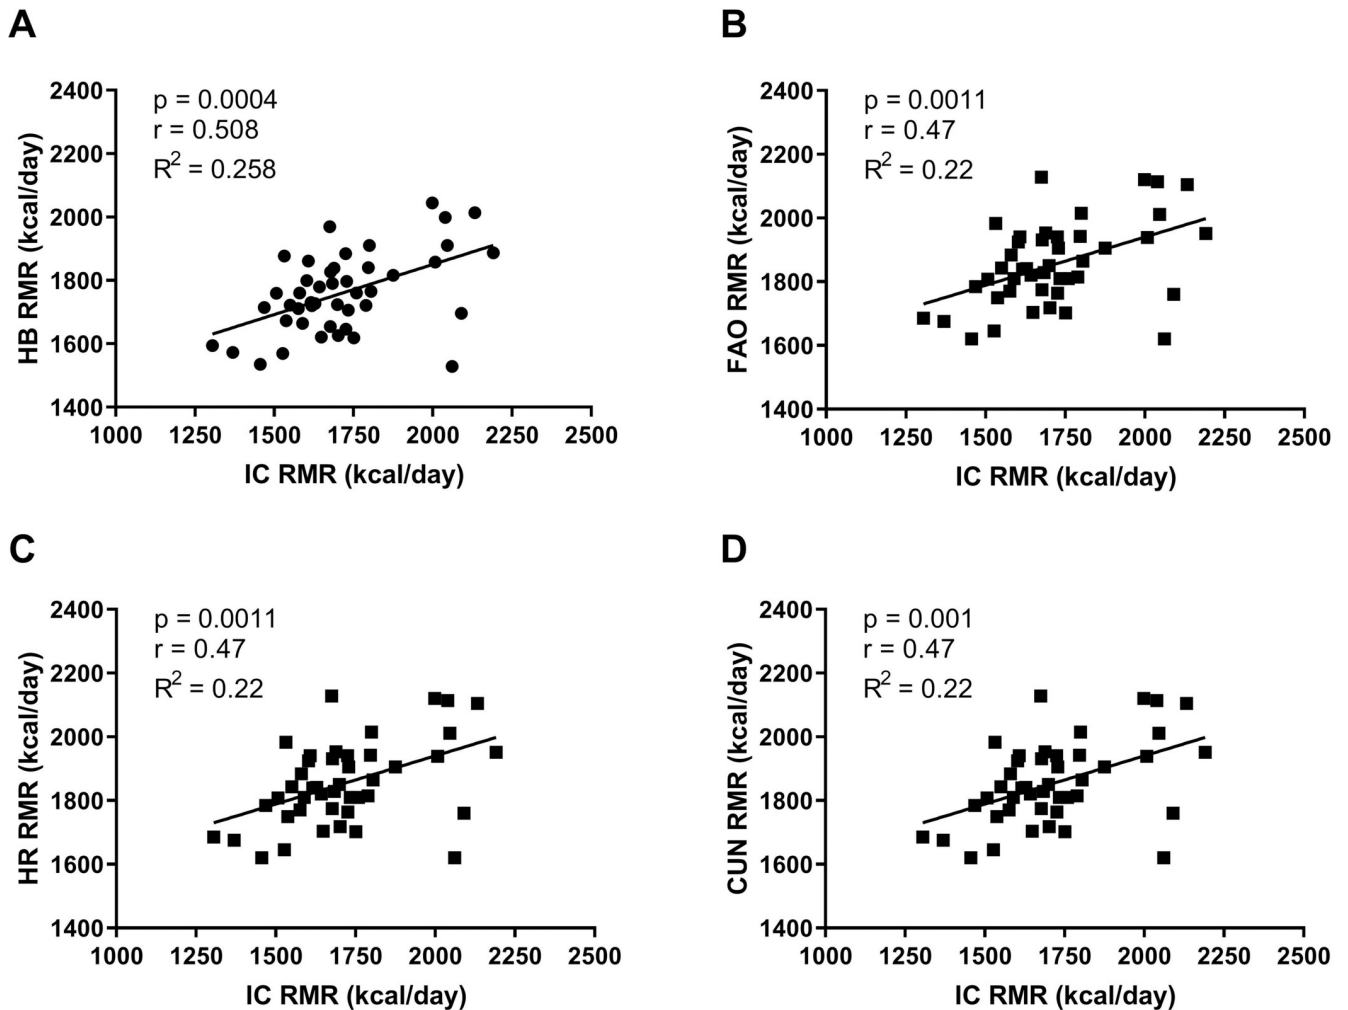 A
p = 0.0004
r = 0.508
R² = 0.258
HB RMR (kcal/day)
2400
2200
2000
1800
1600
1400
1000 1250 1500 1750 2000 2250 2500
IC RMR (kcal/day)
B
p = 0.0011
r = 0.47
R² = 0.22
FAO RMR (kcal/day)
2400
2200
2000
1800
1600
1400
1000 1250 1500 1750 2000 2250 2500
IC RMR (kcal/day)
C
p = 0.0011
r = 0.47
R² = 0.22
HR RMR (kcal/day)
2400
2200
2000
1800
1600
1400
1000 1250 1500 1750 2000 2250 2500
IC RMR (kcal/day)
D
p = 0.001
r = 0.47
R² = 0.22
CUN RMR (kcal/day)
2400
2200
2000
1800
1600
1400
1000 1250 1500 1750 2000 2250 2500
IC RMR (kcal/day)